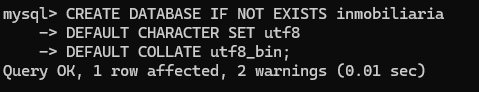 mysql> CREATE DATABASE IF NOT EXISTS inmobiliaria
    -> DEFAULT CHARACTER SET utf8
    -> DEFAULT COLLATE utf8_bin;
Query OK, 1 row affected, 2 warnings (0.01 sec)